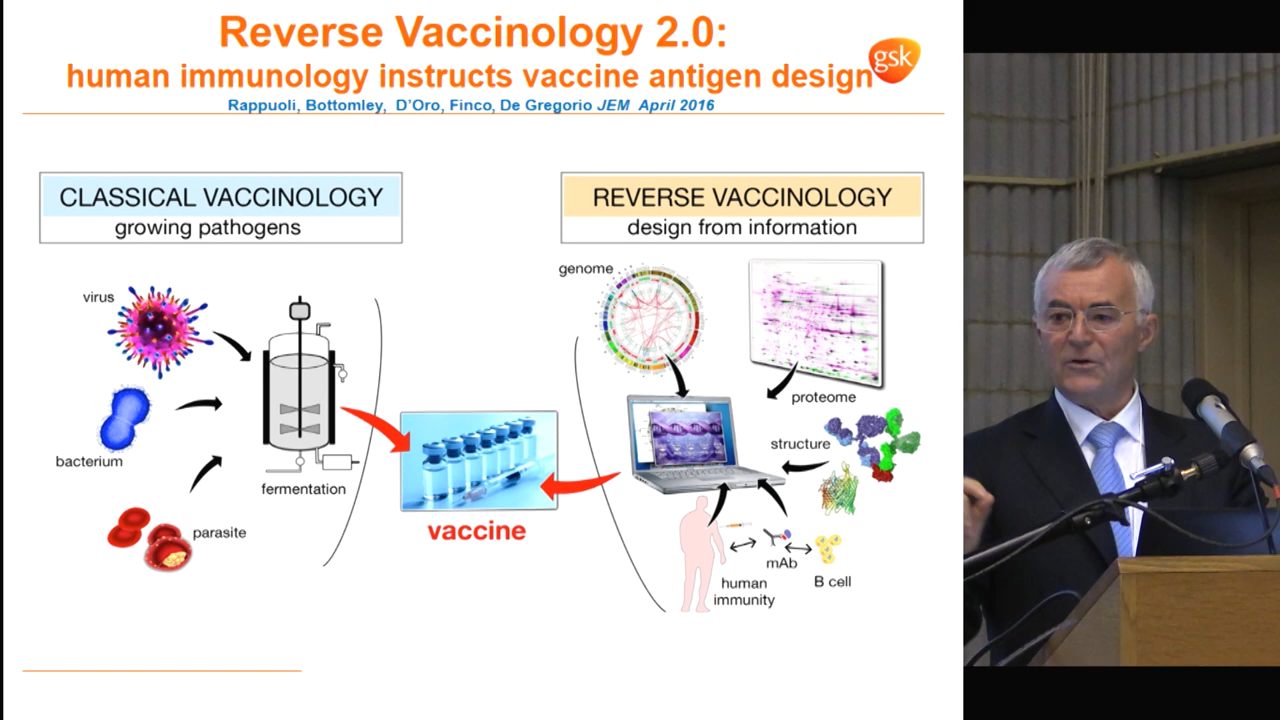 Reverse Vaccinology 2.0:
human immunology instructs vaccine antigen design
gsk
Rappuoli, Bottomley, D'Oro, Finco, De Gregorio JEM April 2016
CLASSICAL VACCINOLOGY
growing pathogens
REVERSE VACCINOLOGY
design from information
virus
bacterium
parasite
fermentation
vaccine
genome
proteome
structure
mAb
B cell
human
immunity